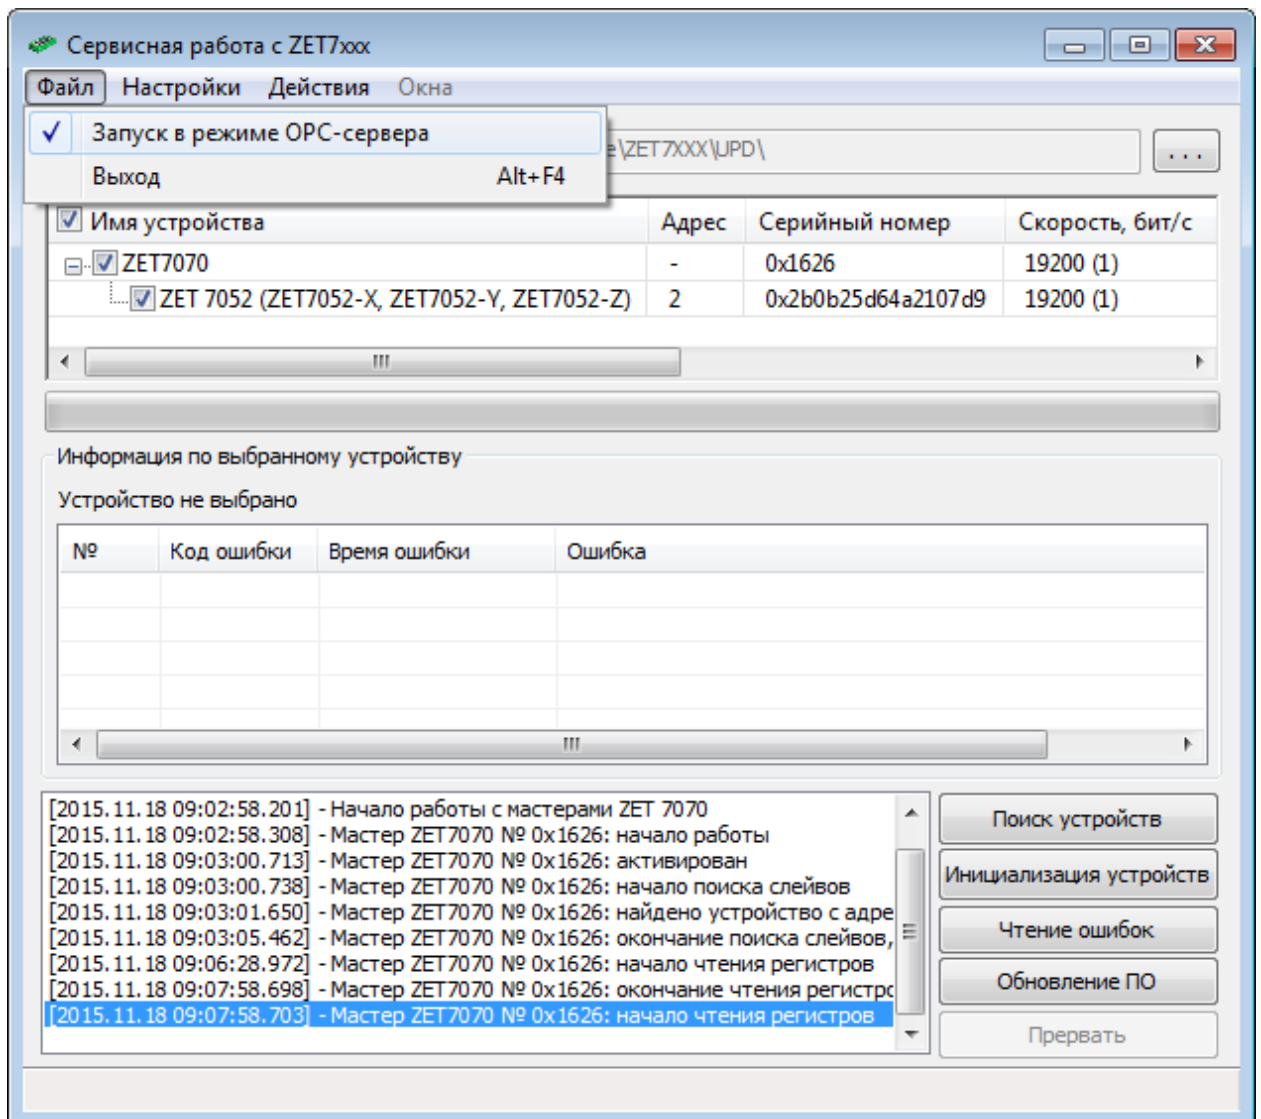 Сервисная работа с ZET7xxx
Файл Настройки Действия Окна
Запуск в режиме OPC-сервера
e\ZET7XXX\UPD\ ...
Выход Alt+F4
Имя устройства Адрес Серийный номер Скорость, бит/с
ZET7070 - 0x1626 19200 (1)
ZET 7052 (ZET7052-X, ZET7052-Y, ZET7052-Z) 2 0x2b0b25d64a2107d9 19200 (1)
Информация по выбранному устройству
Устройство не выбрано
№ Код ошибки Время ошибки Ошибка
[2015.11.18 09:02:58.201] - Начало работы с мастерами ZET 7070
[2015.11.18 09:02:58.308] - Мастер ZET7070 № 0x1626: начало работы
[2015.11.18 09:03:00.713] - Мастер ZET7070 № 0x1626: активирован
[2015.11.18 09:03:00.738] - Мастер ZET7070 № 0x1626: начало поиска слейвов
[2015.11.18 09:03:01.650] - Мастер ZET7070 № 0x1626: найдено устройство с адре
[2015.11.18 09:03:05.462] - Мастер ZET7070 № 0x1626: окончание поиска слейвов,
[2015.11.18 09:06:28.972] - Мастер ZET7070 № 0x1626: начало чтения регистров
[2015.11.18 09:07:58.698] - Мастер ZET7070 № 0x1626: окончание чтения регистрс
[2015.11.18 09:07:58.703] - Мастер ZET7070 № 0x1626: начало чтения регистров
Поиск устройств
Инициализация устройств
Чтение ошибок
Обновление ПО
Прервать